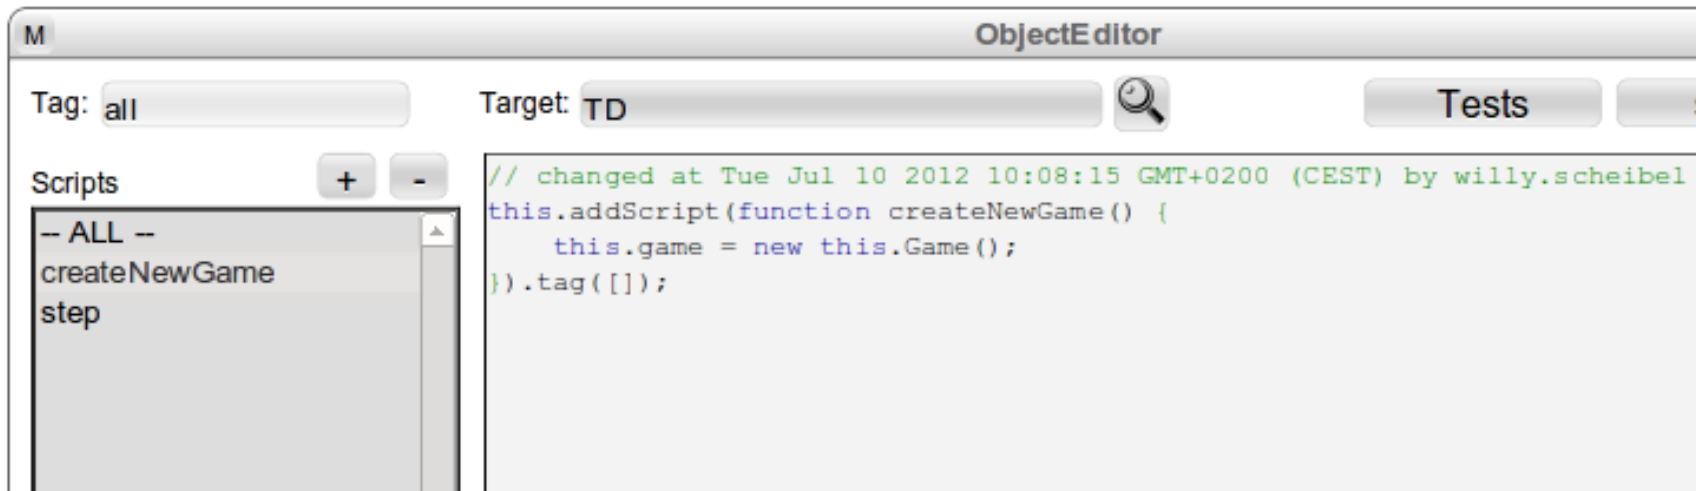 M ObjectEditor
Tag: all Target: TD Tests
Scripts + -
-- ALL --
createNewGame
step
// changed at Tue Jul 10 2012 10:08:15 GMT+0200 (CEST) by willy.scheibel
this.addScript(function createNewGame() {
    this.game = new this.Game();
}).tag([]);